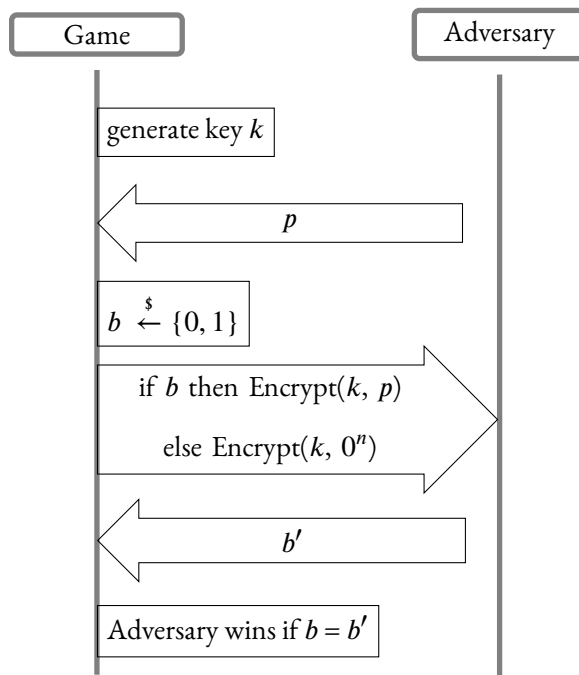 Game
Adversary
generate key k
p
b $← {0, 1}
if b then Encrypt(k, p)
else Encrypt(k, 0ⁿ)
b′
Adversary wins if b = b′